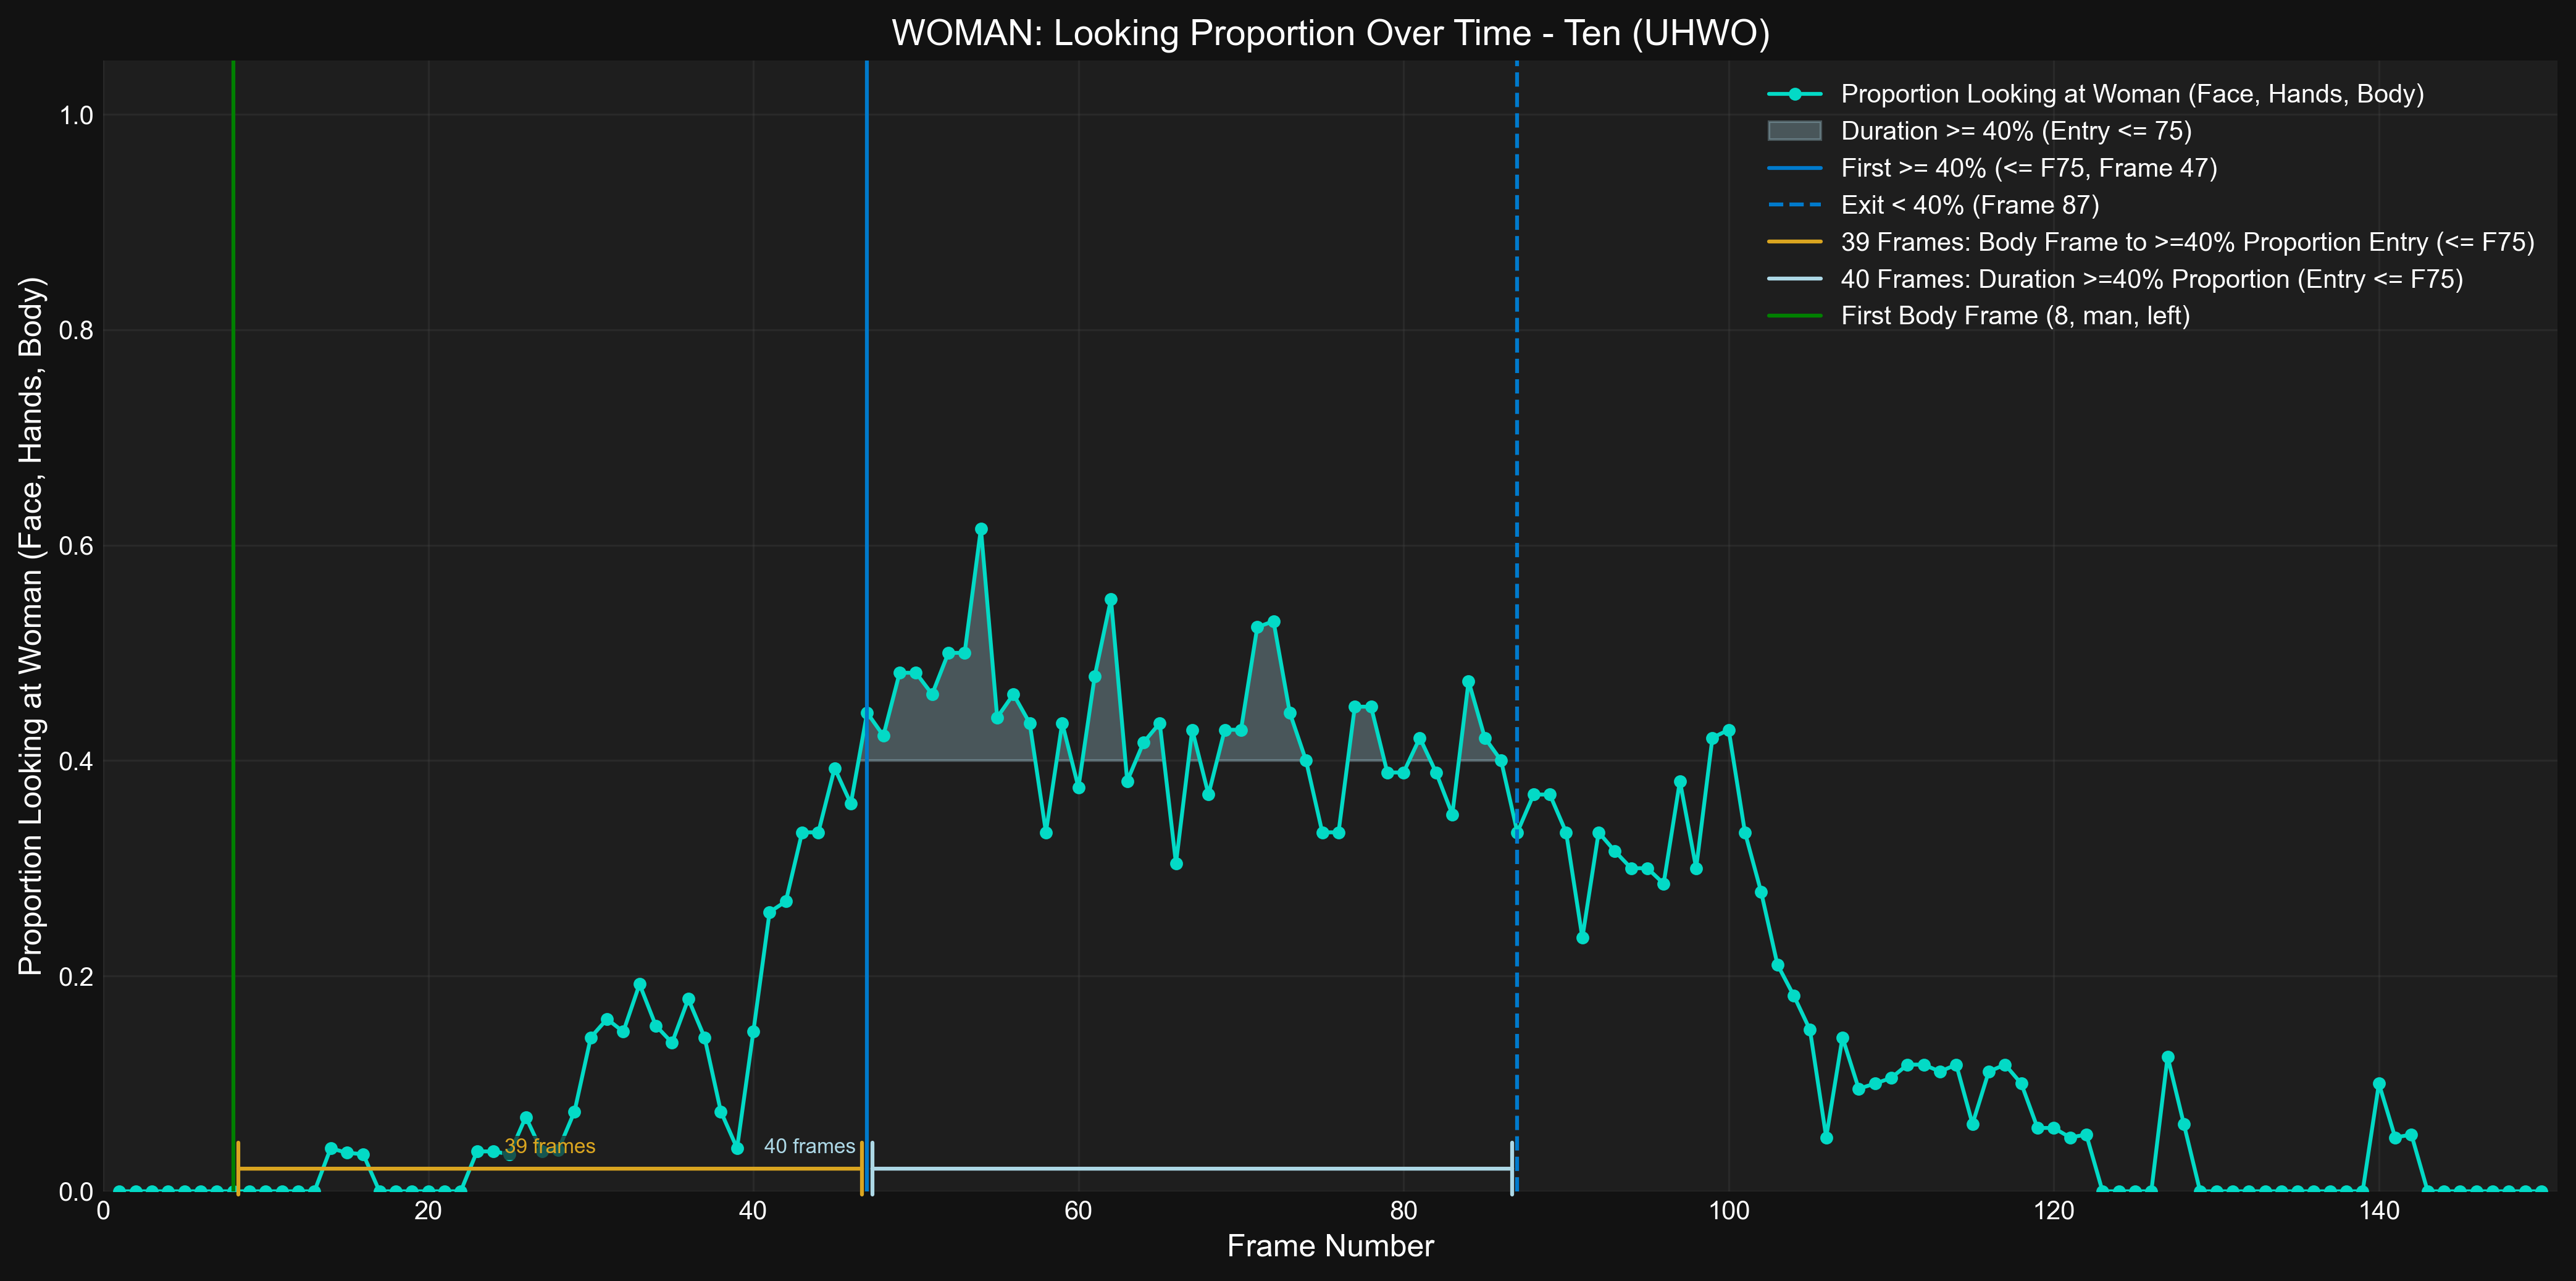 WOMAN: Looking Proportion Over Time - Ten (UHWO)
Proportion Looking at Woman (Face, Hands, Body)
Duration >= 40% (Entry <= 75)
First >= 40% (<= F75, Frame 47)
Exit < 40% (Frame 87)
39 Frames: Body Frame to >=40% Proportion Entry (<= F75)
40 Frames: Duration >=40% Proportion (Entry <= F75)
First Body Frame (8, man, left)
Proportion Looking at Woman (Face, Hands, Body)
1.0
0.8
0.6
0.4
0.2
0.0
39 frames
40 frames
0 20 40 60 80 100 120 140
Frame Number